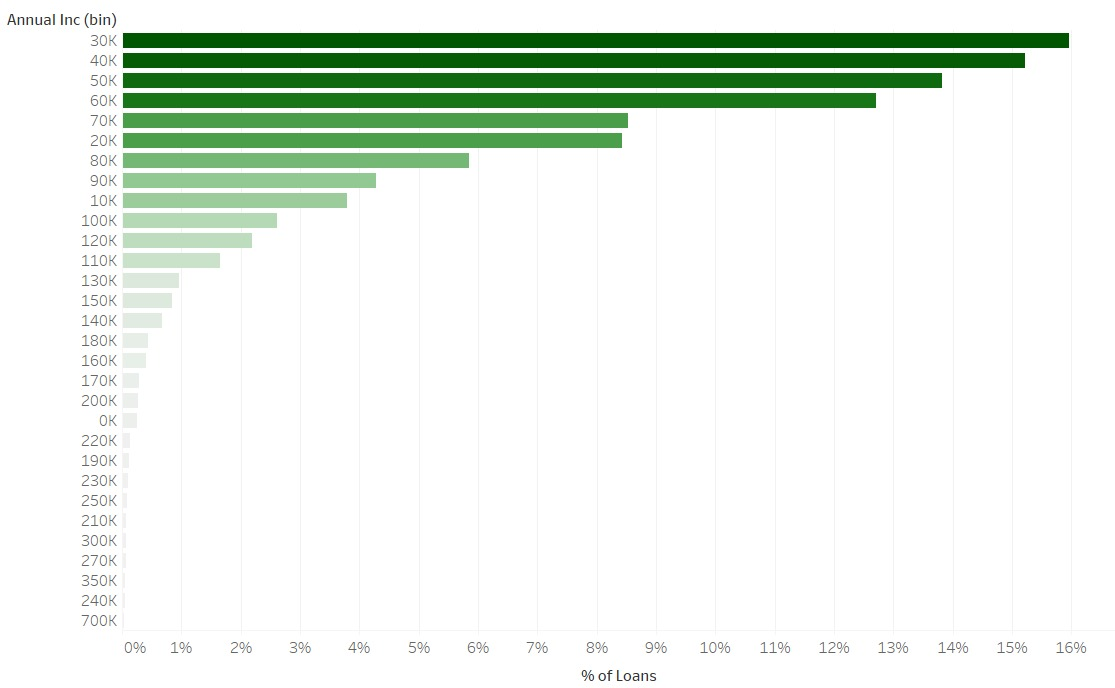 Annual Inc (bin)
30K
40K
50K
60K
70K
20K
80K
90K
10K
100K
120K
110K
130K
150K
140K
180K
160K
170K
200K
0K
220K
190K
230K
250K
210K
300K
270K
350K
240K
700K
0% 1% 2% 3% 4% 5% 6% 7% 8% 9% 10% 11% 12% 13% 14% 15% 16%
% of Loans